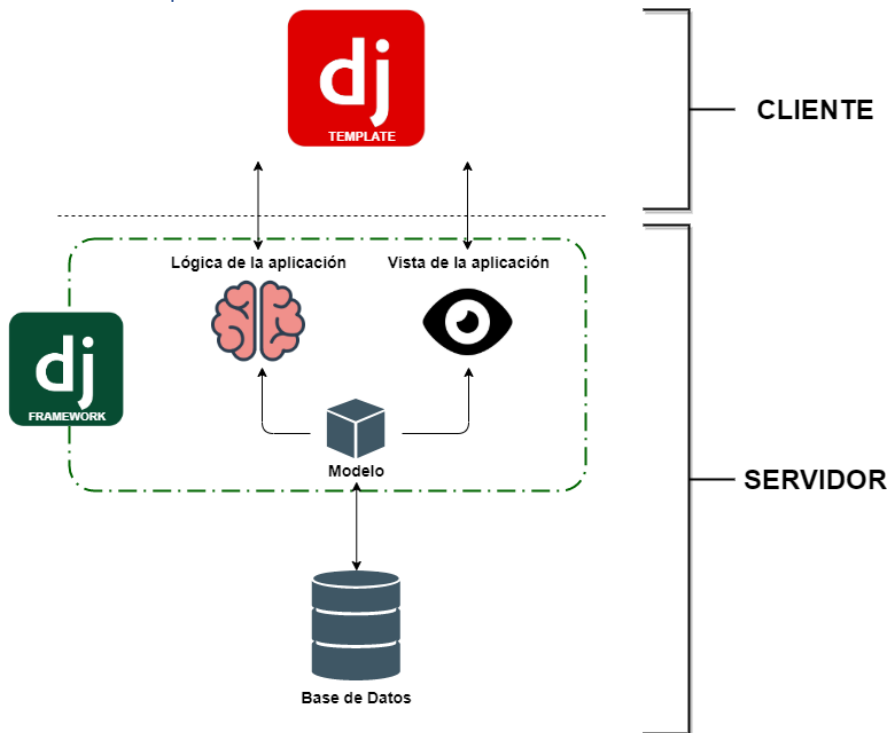 dj
TEMPLATE
CLIENTE
Lógica de la aplicación
Vista de la aplicación
dj
FRAMEWORK
Modelo
SERVIDOR
Base de Datos